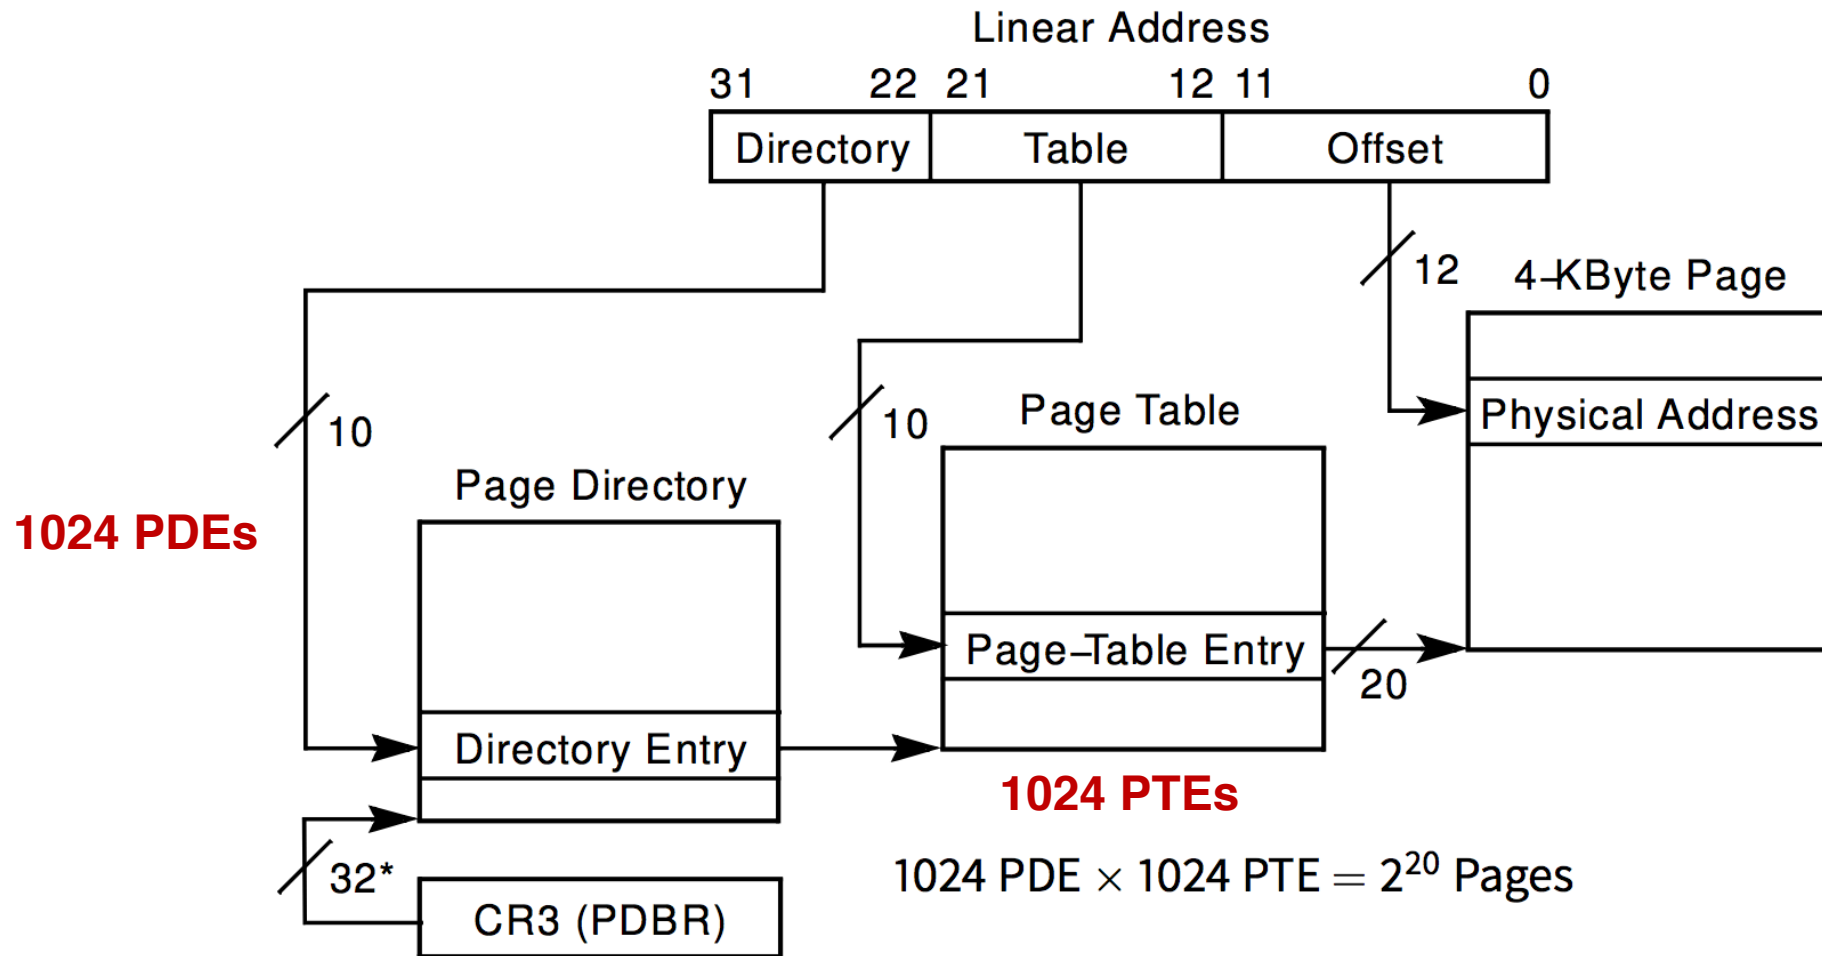 Linear Address
31 22 21 12 11 0
Directory Table Offset
12
4-KByte Page
Physical Address
10
10
Page Table
Page Directory
1024 PDEs
Page-Table Entry
20
Directory Entry
1024 PTEs
32*
1024 PDE × 1024 PTE = 2²⁰ Pages
CR3 (PDBR)